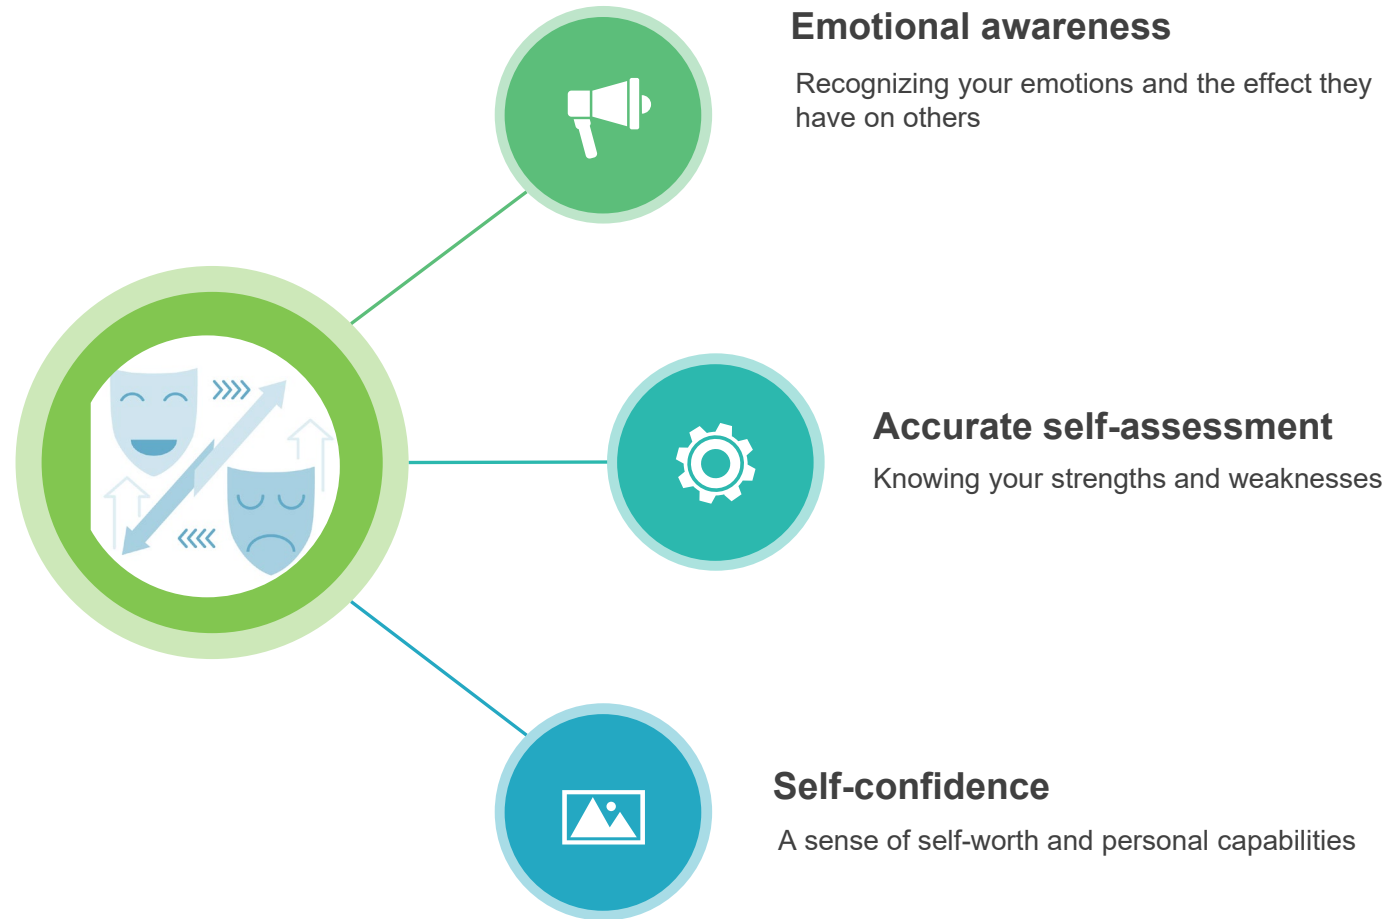 Emotional awareness
Recognizing your emotions and the effect they
have on others
Accurate self-assessment
Knowing your strengths and weaknesses
Self-confidence
A sense of self-worth and personal capabilities